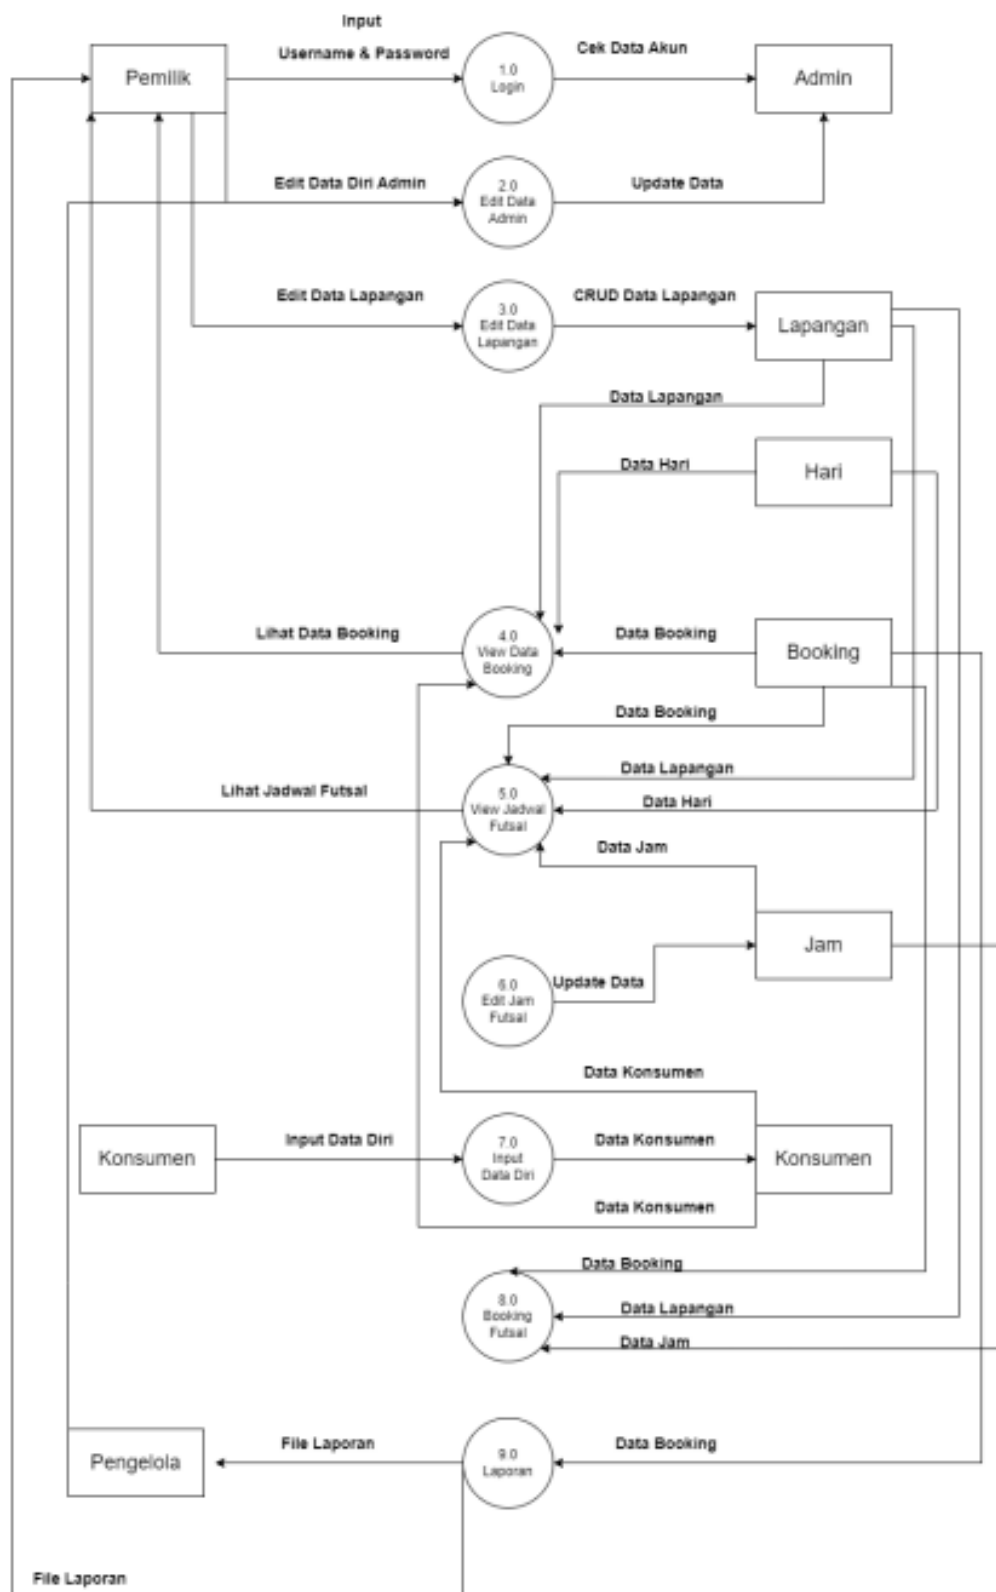 Input
Username & Password
Cek Data Akun
Pemilik
1.0
Login
Admin
Edit Data Diri Admin
2.0
Edit Data
Admin
Update Data
Edit Data Lapangan
3.0
Edit Data
Lapangan
CRUD Data Lapangan
Lapangan
Data Lapangan
Data Hari
Hari
Lihat Data Booking
4.0
View Data
Booking
Data Booking
Booking
Data Booking
Data Lapangan
Lihat Jadwal Futsal
5.0
View Jadwal
Futsal
Data Hari
Data Jam
Jam
6.0
Edit Jam
Futsal
Update Data
Data Konsumen
Konsumen
Input Data Diri
7.0
Input
Data Diri
Data Konsumen
Konsumen
Data Konsumen
Data Booking
8.0
Booking
Futsal
Data Lapangan
Data Jam
Pengelola
File Laporan
9.0
Laporan
Data Booking
File Laporan